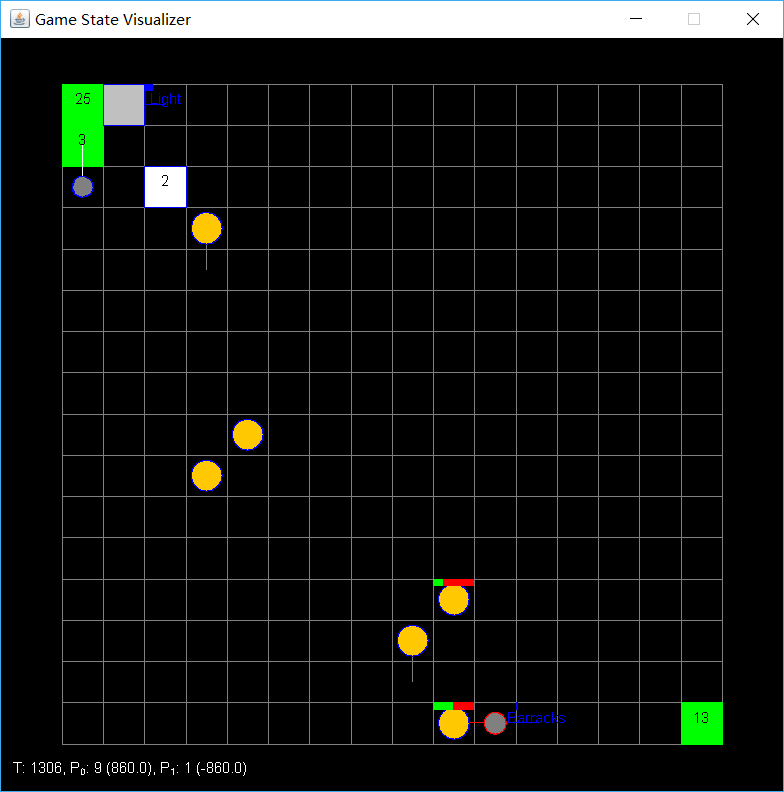 Game State Visualizer
25
Light
3
2
Barracks
13
T: 1306, P₀: 9 (860.0), P₁: 1 (-860.0)